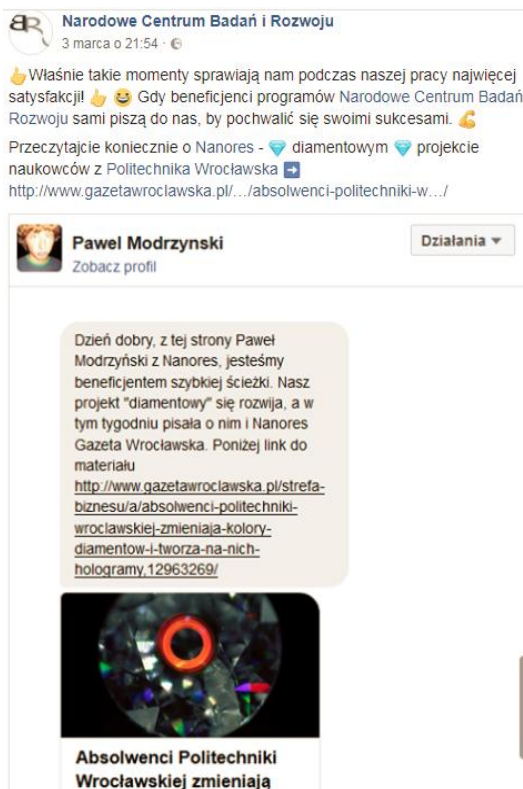 Narodowe Centrum Badań i Rozwoju
3 marca o 21:54 ·
Właśnie takie momenty sprawiają nam podczas naszej pracy najwięcej
satysfakcji! Gdy beneficjenci programów Narodowe Centrum Badań
Rozwoju sami piszą do nas, by pochwalić się swoimi sukcesami.
Przeczytajcie koniecznie o Nanores - diamentowym projekcie
naukowców z Politechnika Wrocławska
http://www.gazetawroclawska.pl/…/absolwenci-politechniki-w…/
Pawel Modrzynski
Działania
Zobacz profil
Dzień dobry, z tej strony Paweł
Modrzyński z Nanores, jesteśmy
beneficjentem szybkiej ścieżki. Nasz
projekt "diamentowy" się rozwija, a w
tym tygodniu pisała o nim i Nanores
Gazeta Wrocławska. Poniżej link do
materiału
http://www.gazetawroclawska.pl/strefa-
biznesu/a/absolwenci-politechniki-
wroclawskiej-zmieniaja-kolory-
diamentow-i-tworza-na-nich-
hologramy,12963269/
Absolwenci Politechniki
Wrocławskiej zmieniają